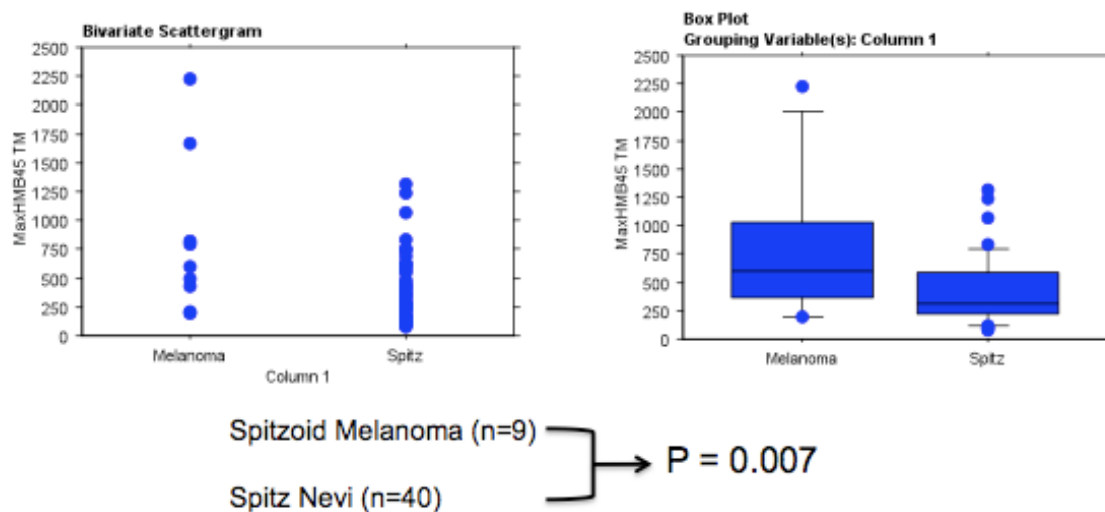 Bivariate Scattergram
2500
2250
2000
1750
1500
1250
1000
750
500
250
0
MaxHMB45 TM
Melanoma Spitz
Column 1
Box Plot
Grouping Variable(s): Column 1
2500
2250
2000
1750
1500
1250
1000
750
500
250
0
MaxHMB45 TM
Melanoma Spitz
Spitzoid Melanoma (n=9)
P = 0.007
Spitz Nevi (n=40)